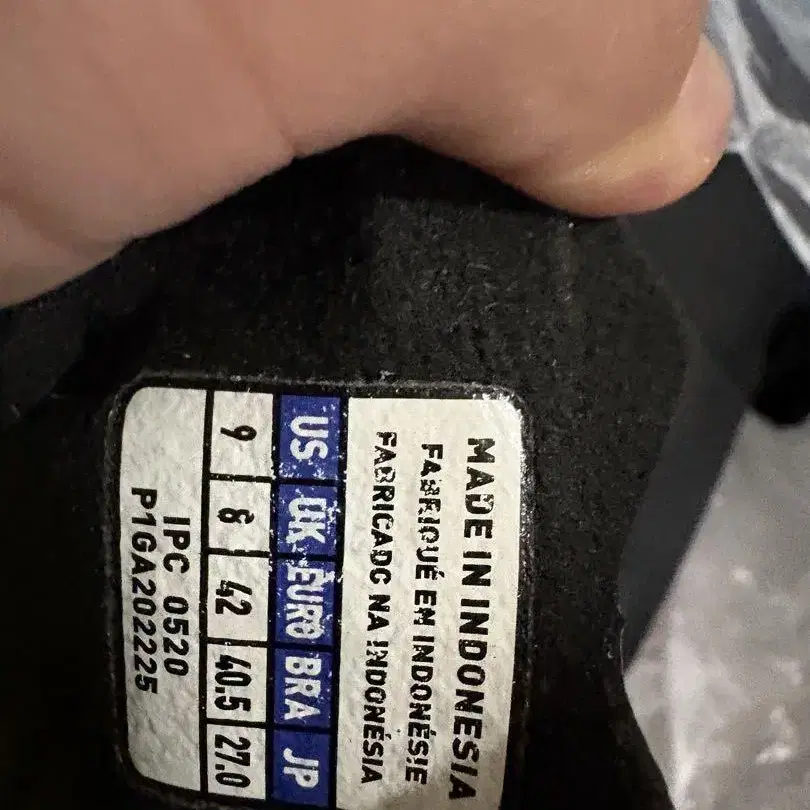 MADE IN INDONESIA
FABRIQUÉ EN INDONÉSIE
FABRICADO NA INDONÉSIA
US UK EURO BRA JP
9 8 42 40.5 27.0
IPC 0520
P1GA202225